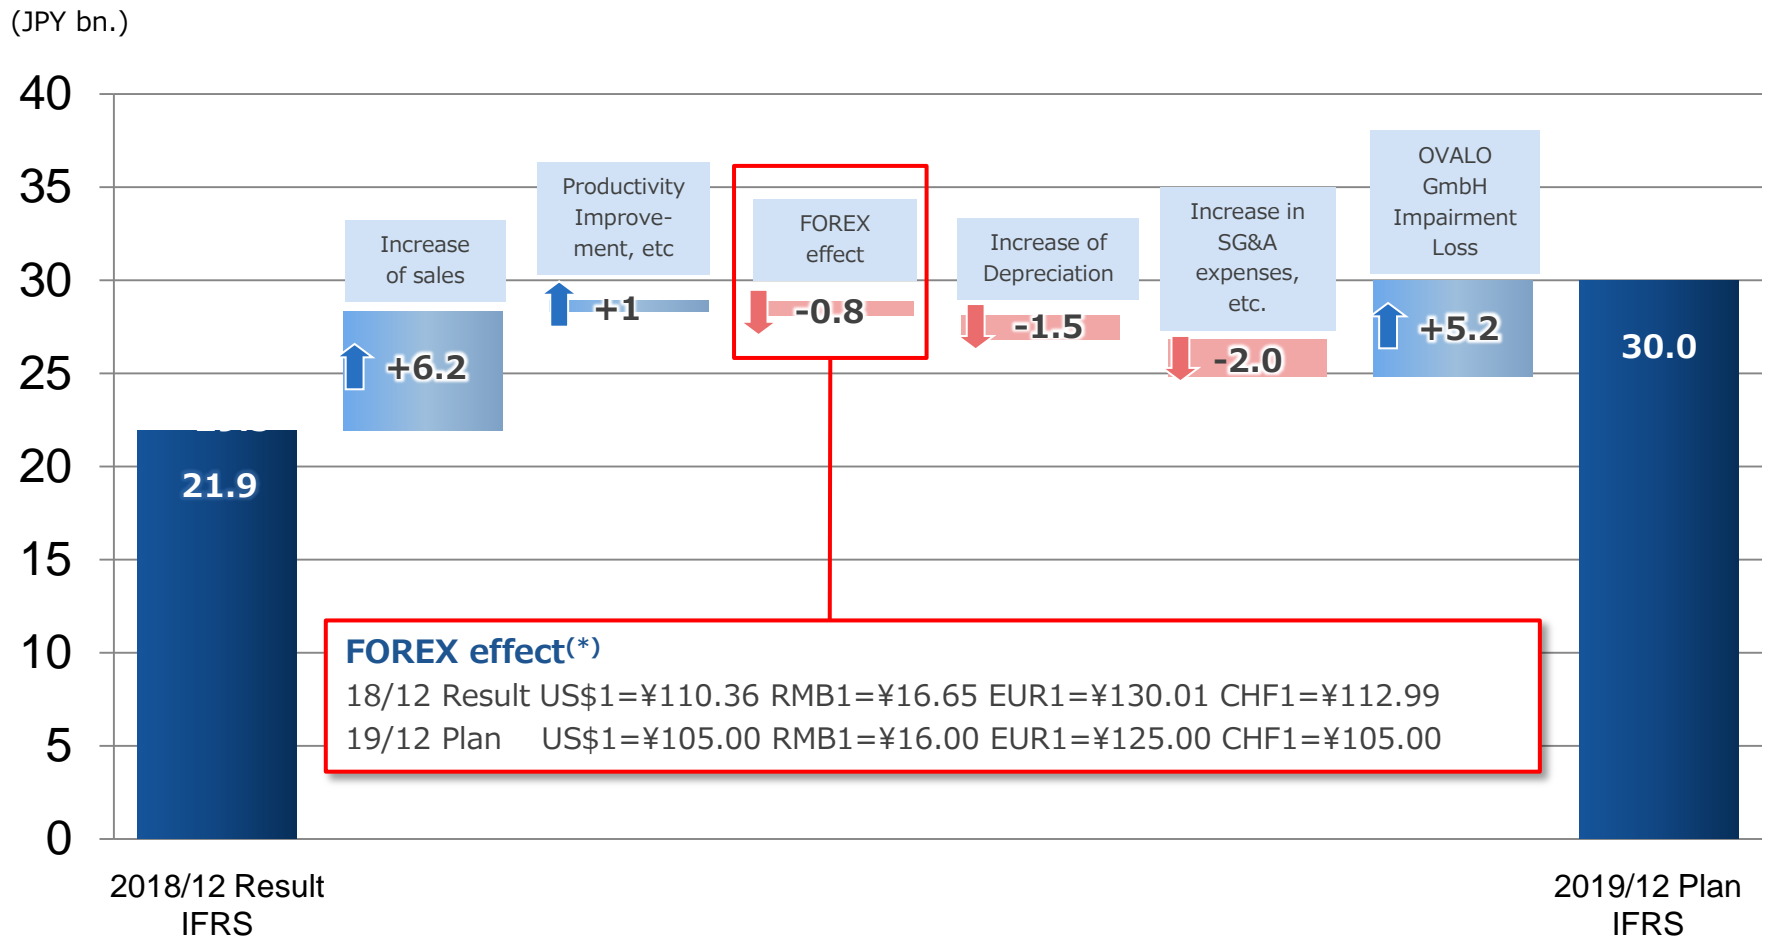 (JPY bn.)
40
35
30
25
20
15
10
5
0
Increase
of sales
+6.2
Productivity
Improve-
ment, etc
+1
FOREX
effect
-0.8
Increase of
Depreciation
-1.5
Increase in
SG&A
expenses,
etc.
-2.0
OVALO
GmbH
Impairment
Loss
+5.2
21.9
30.0
FOREX effect(*)
18/12 Result US$1=¥110.36 RMB1=¥16.65 EUR1=¥130.01 CHF1=¥112.99
19/12 Plan US$1=¥105.00 RMB1=¥16.00 EUR1=¥125.00 CHF1=¥105.00
2018/12 Result
IFRS
2019/12 Plan
IFRS